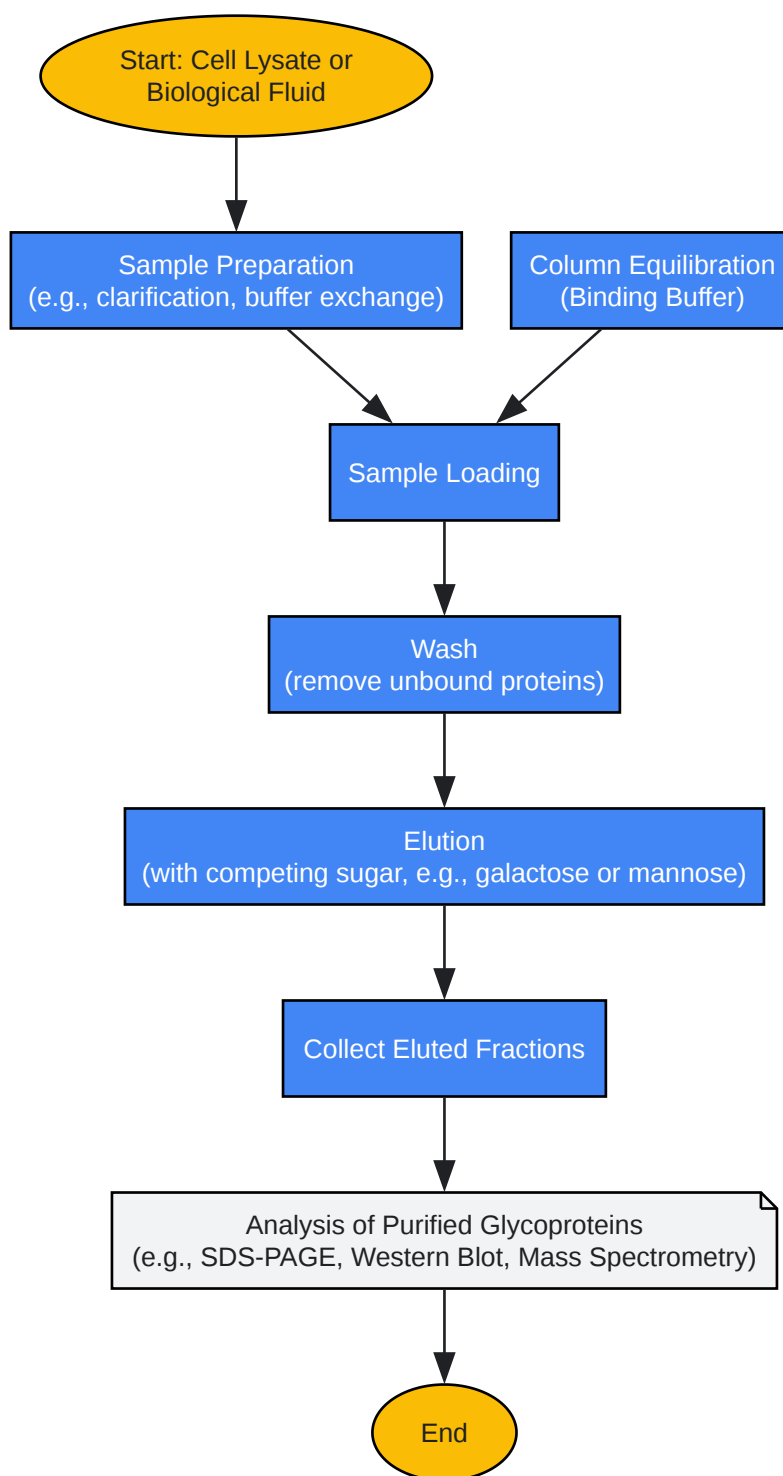 Start: Cell Lysate or
Biological Fluid
Sample Preparation
(e.g., clarification, buffer exchange)
Column Equilibration
(Binding Buffer)
Sample Loading
Wash
(remove unbound proteins)
Elution
(with competing sugar, e.g., galactose or mannose)
Collect Eluted Fractions
Analysis of Purified Glycoproteins
(e.g., SDS-PAGE, Western Blot, Mass Spectrometry)
End